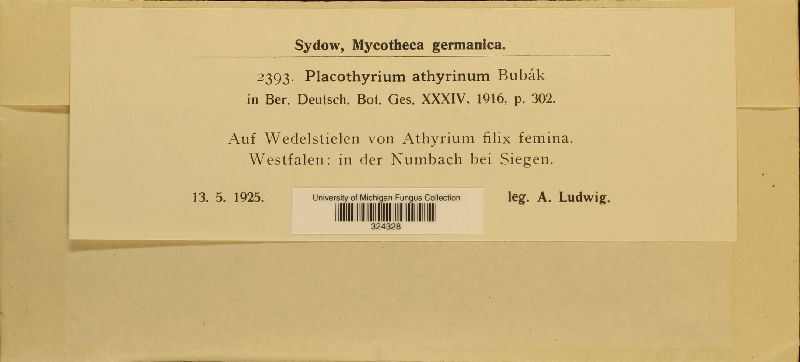 Sydow, Mycotheca germanica.
2393. Placothyrium athyrinum Bubák
in Ber. Deutsch. Bot. Ges. XXXIV, 1916, p. 302.
Auf Wedelstielen von Athyrium filix femina.
Westfalen: in der Numbach bei Siegen.
13. 5. 1925.
University of Michigan Fungus Collection
324328
leg. A. Ludwig.